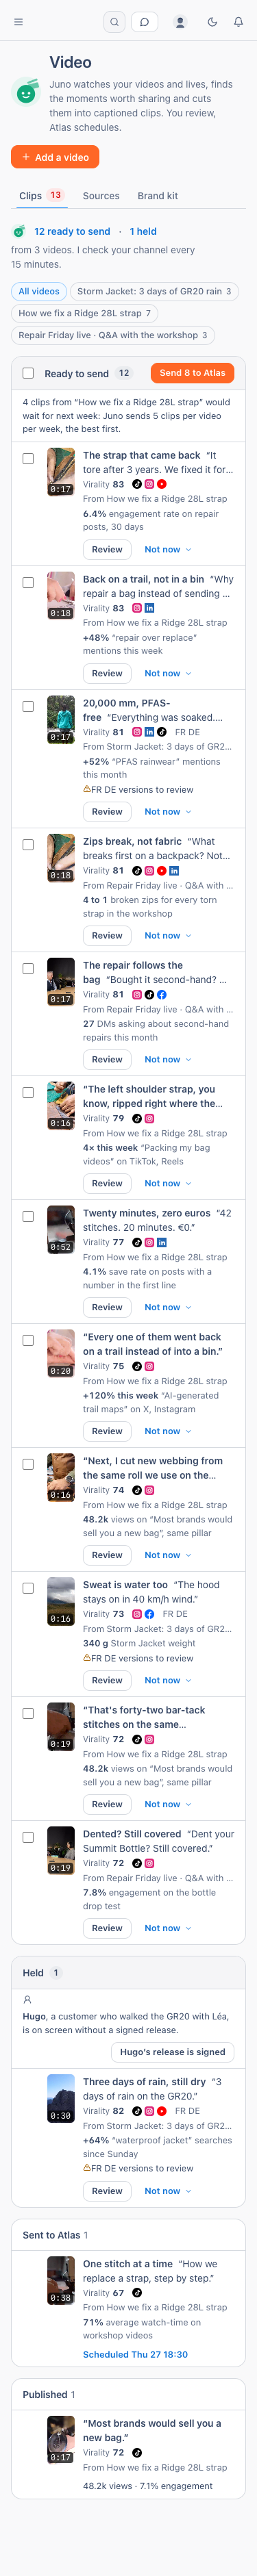 Video
Juno watches your videos and lives, finds
the moments worth sharing and cuts
them into captioned clips. You review,
Atlas schedules.
+ Add a video
Clips 13 Sources Brand kit
12 ready to send · 1 held
from 3 videos. I check your channel every
15 minutes.
All videos Storm Jacket: 3 days of GR20 rain 3
How we fix a Ridge 28L strap 7
Repair Friday live · Q&A with the workshop 3
Ready to send 12 Send 8 to Atlas
4 clips from “How we fix a Ridge 28L strap” would
wait for next week: Juno sends 5 clips per video
per week, the best first.
The strap that came back “It
tore after 3 years. We fixed it for...
0:17
Virality 83
From How we fix a Ridge 28L strap
6.4% engagement rate on repair
posts, 30 days
Review Not now
Back on a trail, not in a bin “Why
repair a bag instead of sending ...
0:18
Virality 83
From How we fix a Ridge 28L strap
+48% “repair over replace”
mentions this week
Review Not now
20,000 mm, PFAS-
free “Everything was soaked....
0:17
Virality 81 FR DE
From Storm Jacket: 3 days of GR2...
+52% “PFAS rainwear” mentions
this month
FR DE versions to review
Review Not now
Zips break, not fabric “What
breaks first on a backpack? Not...
0:18
Virality 81
From Repair Friday live · Q&A with ...
4 to 1 broken zips for every torn
strap in the workshop
Review Not now
The repair follows the
bag “Bought it second-hand? ...
0:17
Virality 81
From Repair Friday live · Q&A with ...
27 DMs asking about second-hand
repairs this month
Review Not now
“The left shoulder strap, you
know, ripped right where the...
0:16
Virality 79
From How we fix a Ridge 28L strap
4× this week “Packing my bag
videos” on TikTok, Reels
Review Not now
Twenty minutes, zero euros “42
stitches. 20 minutes. €0.”
0:52
Virality 77
From How we fix a Ridge 28L strap
4.1% save rate on posts with a
number in the first line
Review Not now
“Every one of them went back
on a trail instead of into a bin.”
0:20
Virality 75
From How we fix a Ridge 28L strap
+120% this week “AI-generated
trail maps” on X, Instagram
Review Not now
“Next, I cut new webbing from
the same roll we use on the...
0:16
Virality 74
From How we fix a Ridge 28L strap
48.2k views on “Most brands would
sell you a new bag”, same pillar
Review Not now
Sweat is water too “The hood
stays on in 40 km/h wind.”
0:16
Virality 73 FR DE
From Storm Jacket: 3 days of GR2...
340 g Storm Jacket weight
FR DE versions to review
Review Not now
“That's forty-two bar-tack
stitches on the same...
0:19
Virality 72
From How we fix a Ridge 28L strap
48.2k views on “Most brands would
sell you a new bag”, same pillar
Review Not now
Dented? Still covered “Dent your
Summit Bottle? Still covered.”
0:19
Virality 72
From Repair Friday live · Q&A with ...
7.8% engagement on the bottle
drop test
Review Not now
Held 1
Hugo, a customer who walked the GR20 with Léa,
is on screen without a signed release.
Hugo’s release is signed
Three days of rain, still dry “3
days of rain on the GR20.”
0:30
Virality 82 FR DE
From Storm Jacket: 3 days of GR2...
+64% “waterproof jacket” searches
since Sunday
FR DE versions to review
Review Not now
Sent to Atlas 1
One stitch at a time “How we
replace a strap, step by step.”
0:38
Virality 67
From How we fix a Ridge 28L strap
71% average watch-time on
workshop videos
Scheduled Thu 27 18:30
Published 1
“Most brands would sell you a
new bag.”
0:17
Virality 72
From How we fix a Ridge 28L strap
48.2k views · 7.1% engagement